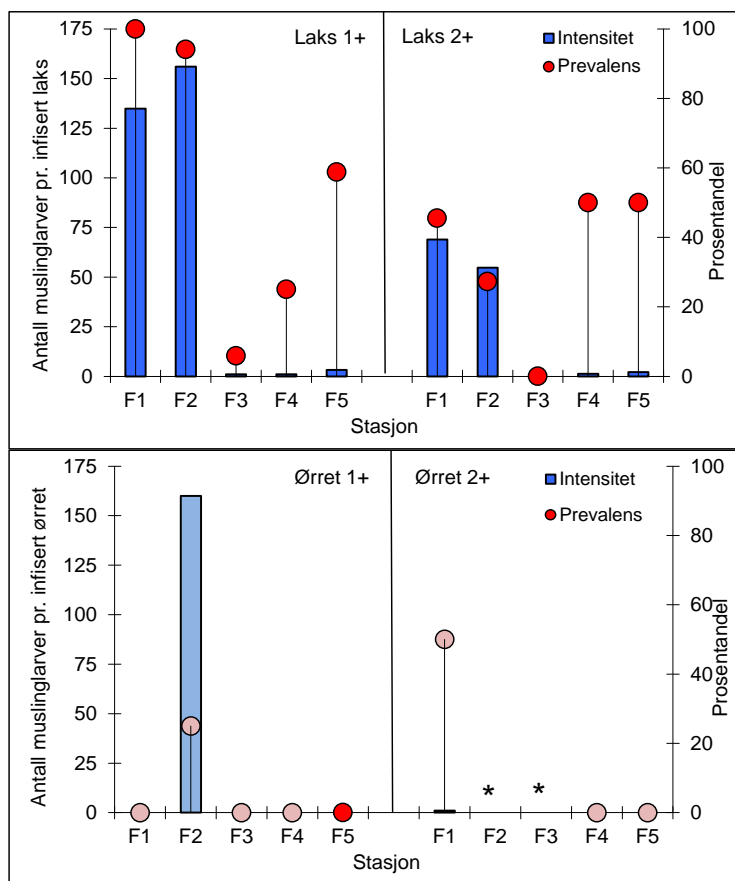 Laks 1+
Laks 2+
Intensitet
Prevalens
Antall muslinglarver pr. infisert laks
175
150
125
100
75
50
25
0
100
80
60
40
20
0
Prosentandel
F1 F2 F3 F4 F5 F1 F2 F3 F4 F5
Stasjon
Ørret 1+
Ørret 2+
Intensitet
Prevalens
Antall muslinglarver pr. infisert ørret
175
150
125
100
75
50
25
0
100
80
60
40
20
0
Prosentandel
* *
F1 F2 F3 F4 F5 F1 F2 F3 F4 F5
Stasjon